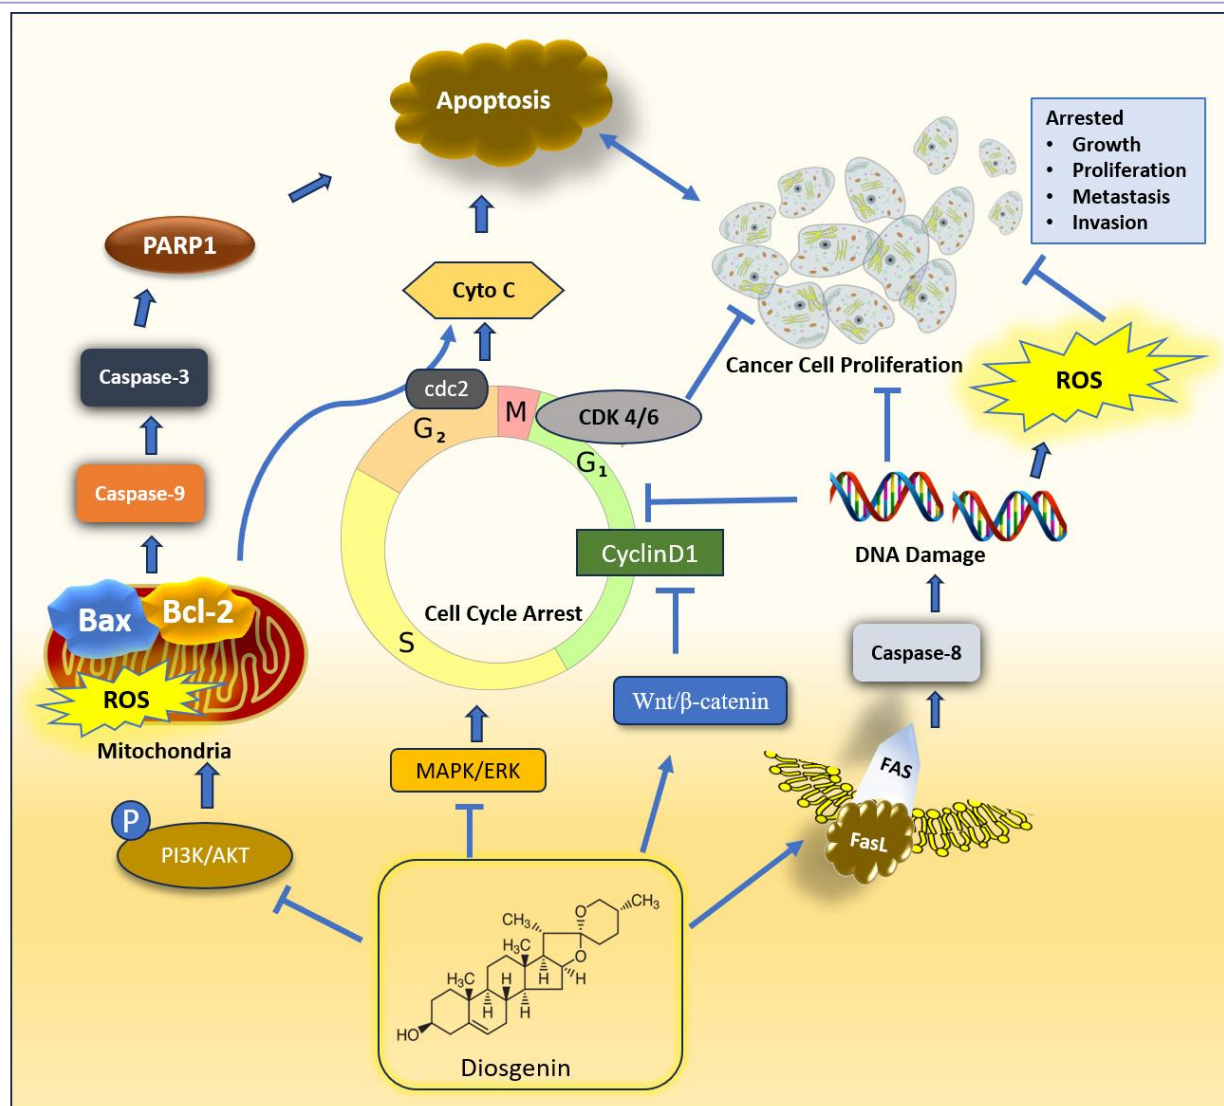 Apoptosis
Arrested
• Growth
• Proliferation
• Metastasis
• Invasion
PARP1
Cyto C
Caspase-3
cdc2
Cancer Cell Proliferation
ROS
M
CDK 4/6
G₂
G₁
Caspase-9
CyclinD1
DNA Damage
Bax
Bcl-2
Cell Cycle Arrest
S
Caspase-8
ROS
Wnt/β-catenin
Mitochondria
MAPK/ERK
FAS
P
PI3K/AKT
FasL
CH₃
O
CH₃
H₃C
O
H₃C
H
H
H
H
H
HO
Diosgenin